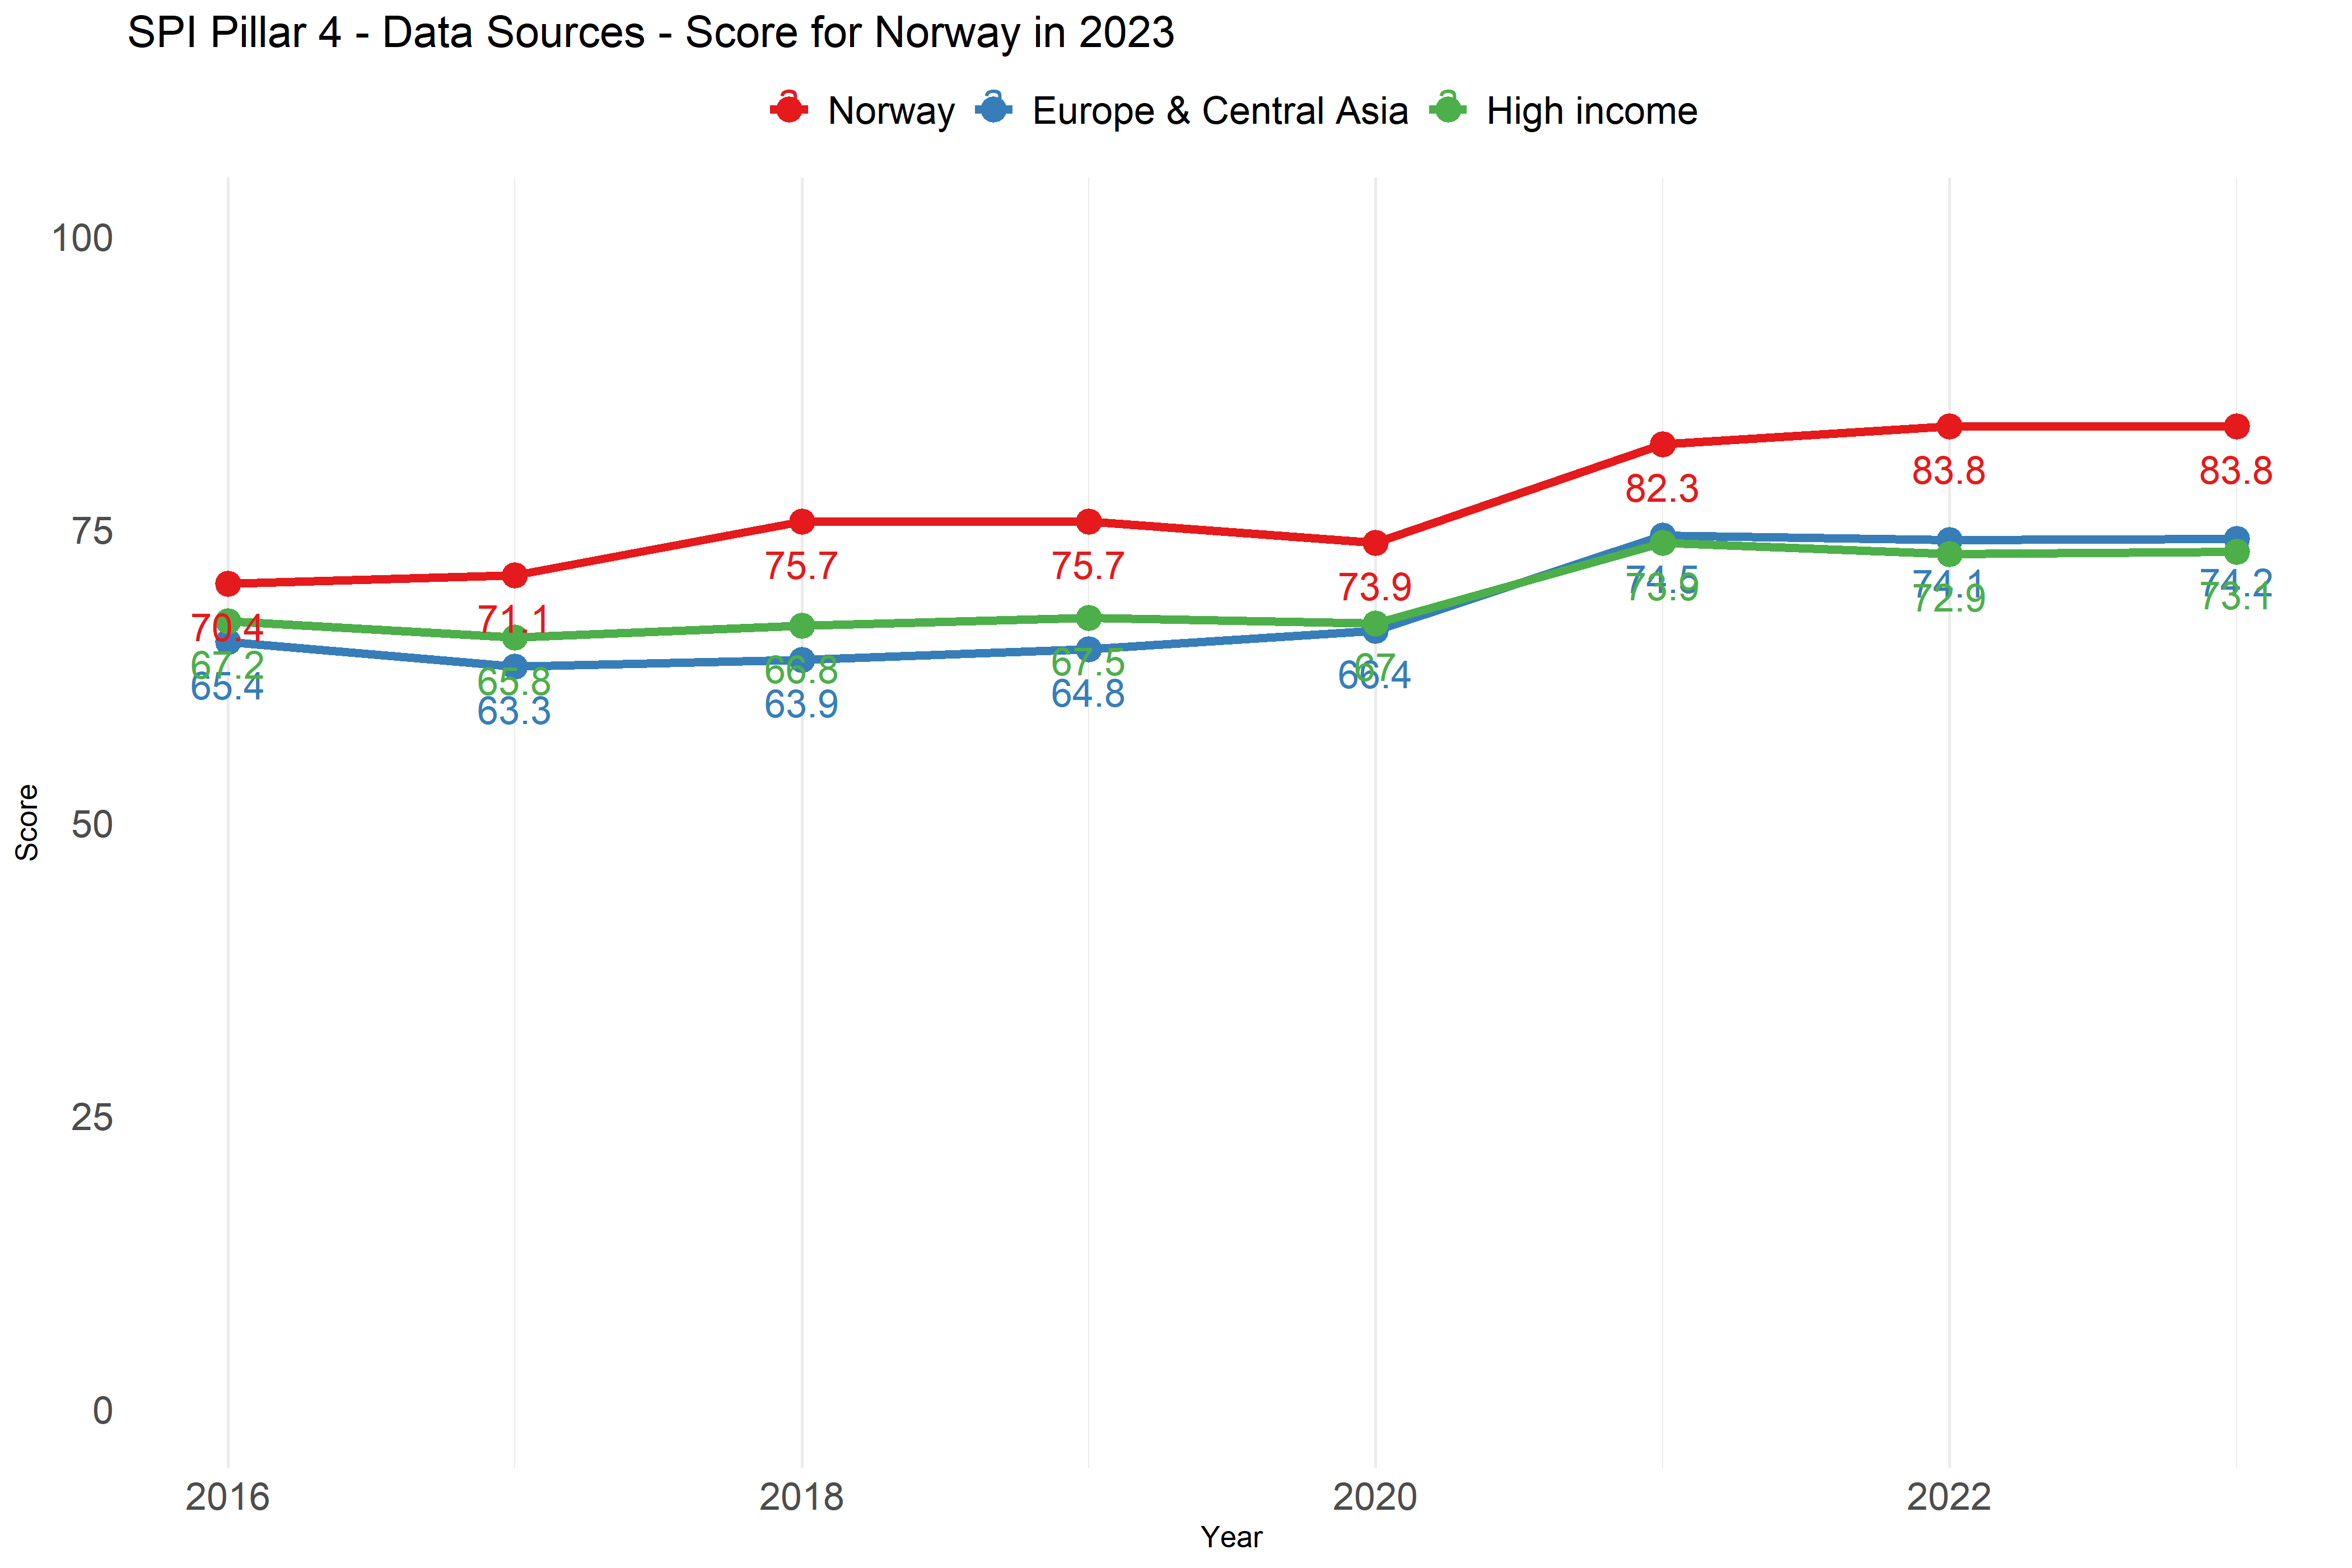 SPI Pillar 4 - Data Sources - Score for Norway in 2023
Norway Europe & Central Asia High income
100
75
50
25
0
Score
82.3 83.8 83.8
75.7 75.7 73.9
74.5 74.1 74.2
73.9 72.9 73.1
70.4 71.1
67.2 65.8 66.8 67.5 67
65.4 63.3 63.9 64.8 66.4
2016 2018 2020 2022
Year